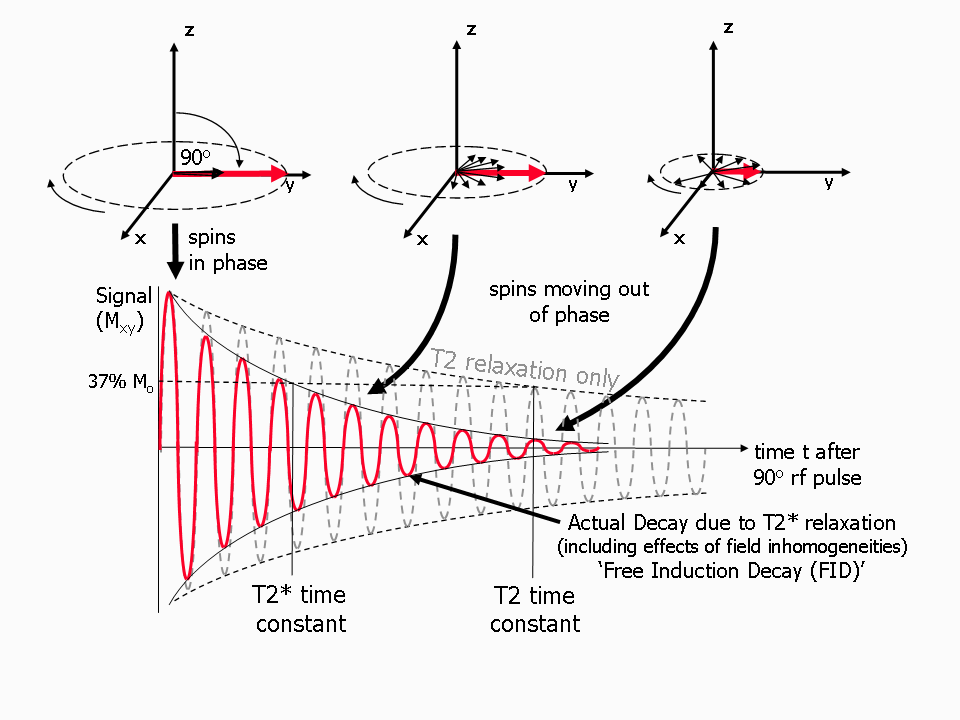 z
z
z
90°
y
y
y
x
x
x
spins
in phase
spins moving out
of phase
Signal
(Mxy)
T2 relaxation only
37% Mo
time t after
90° rf pulse
Actual Decay due to T2* relaxation
(including effects of field inhomogeneities)
‘Free Induction Decay (FID)’
T2* time
constant
T2 time
constant